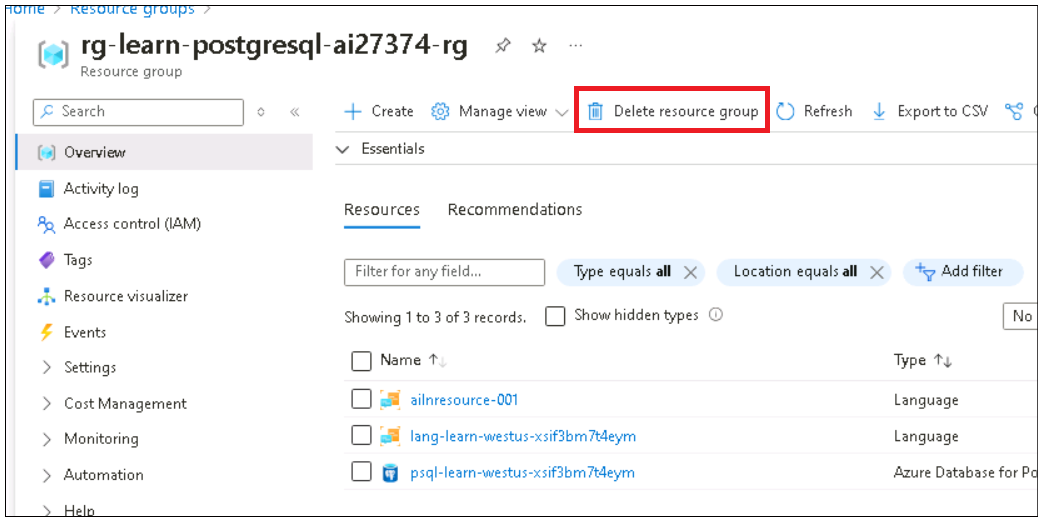 Home > Resource groups >
rg-learn-postgresql-ai27374-rg
Resource group
Search
Create Manage view Delete resource group Refresh Export to CSV
Overview
Essentials
Activity log
Access control (IAM)
Tags
Resource visualizer
Events
Settings
Cost Management
Monitoring
Automation
Help
Resources Recommendations
Filter for any field... Type equals all Location equals all Add filter
Showing 1 to 3 of 3 records. Show hidden types No
Name Type
ailnresource-001 Language
lang-learn-westus-xsif3bm7t4eym Language
psql-learn-westus-xsif3bm7t4eym Azure Database for Po